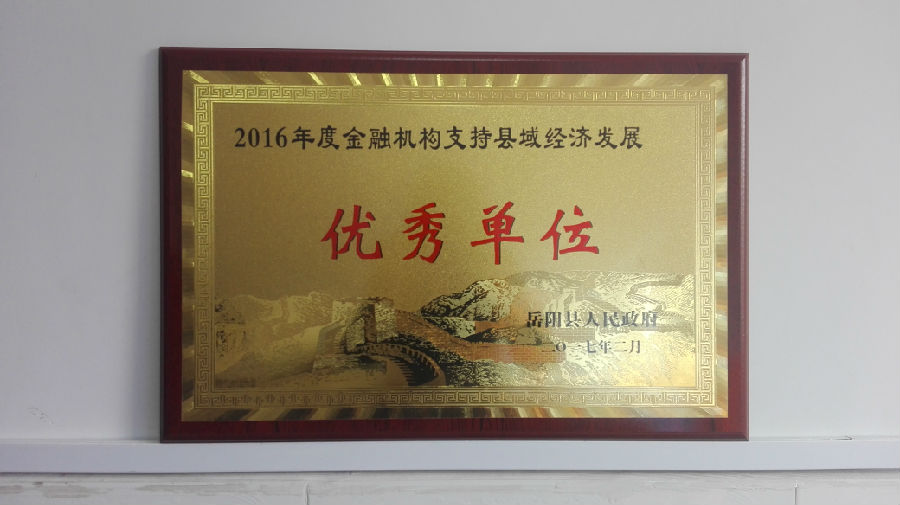 2016年度金融机构支持县域经济发展
优秀单位
岳阳县人民政府
二〇一七年二月